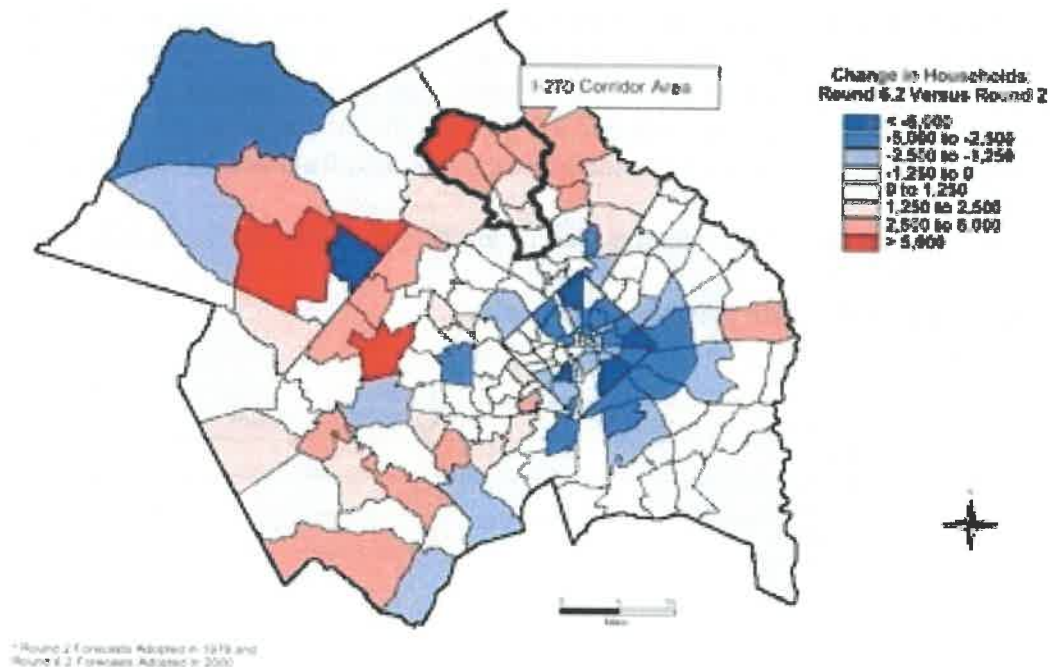 I-270 Corridor Area
Change in Households:
Round 6.2 Versus Round 2
< -5,000
-5,000 to -2,500
-2,500 to -1,250
-1,250 to 0
0 to 1,250
1,250 to 2,500
2,500 to 5,000
> 5,000
Miles
* Round 2 Forecasts Adopted in 1979 and
Round 6.2 Forecasts Adopted in 2000